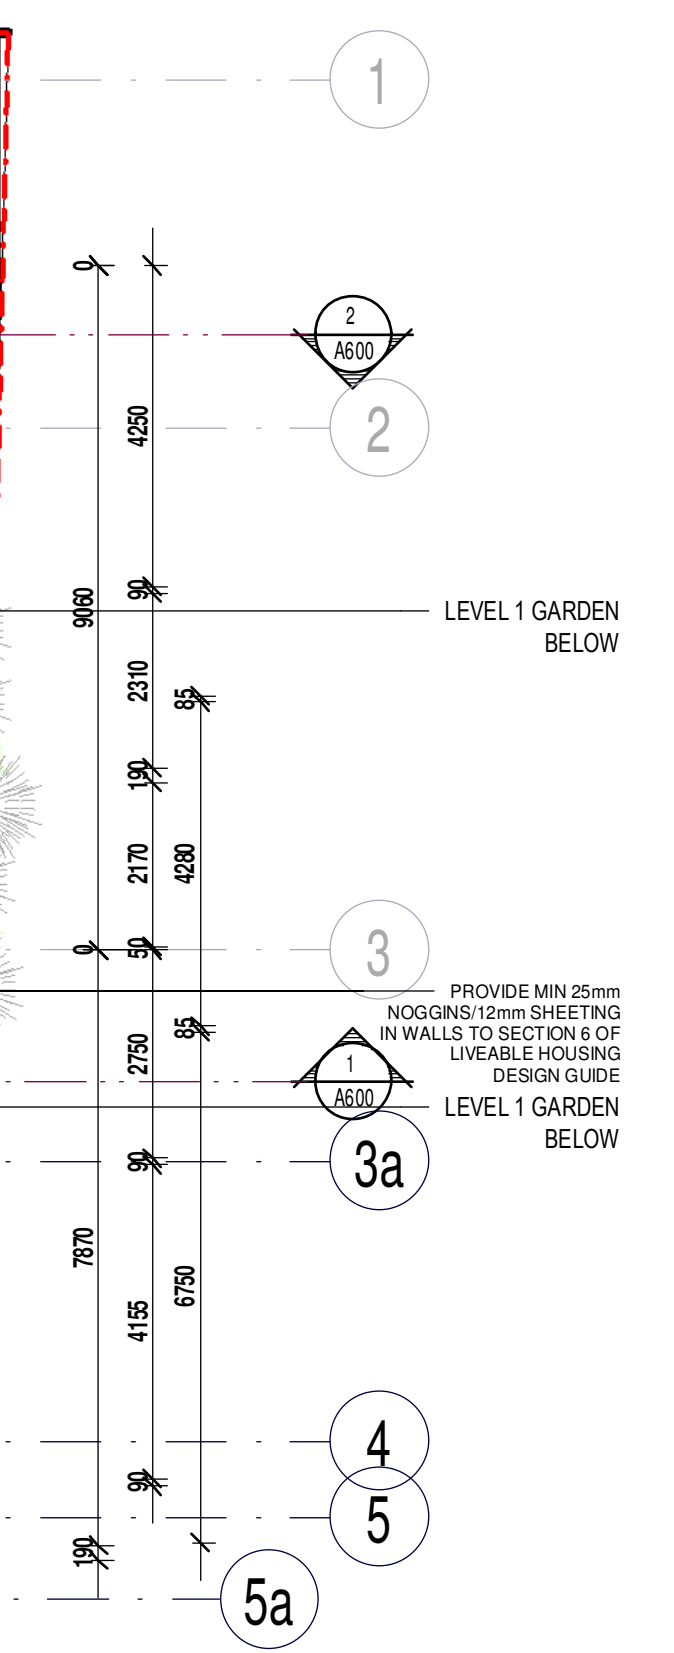 1
0
2
A600
2
4250
90
9060
LEVEL 1 GARDEN
BELOW
2310
85
190
2170
4280
0
50
3
PROVIDE MIN 25mm
NOGGINS/12mm SHEETING
IN WALLS TO SECTION 6 OF
LIVEABLE HOUSING
DESIGN GUIDE
85
2750
1
A600
LEVEL 1 GARDEN
BELOW
90
3a
7870
6750
4155
4
90
5
190
5a